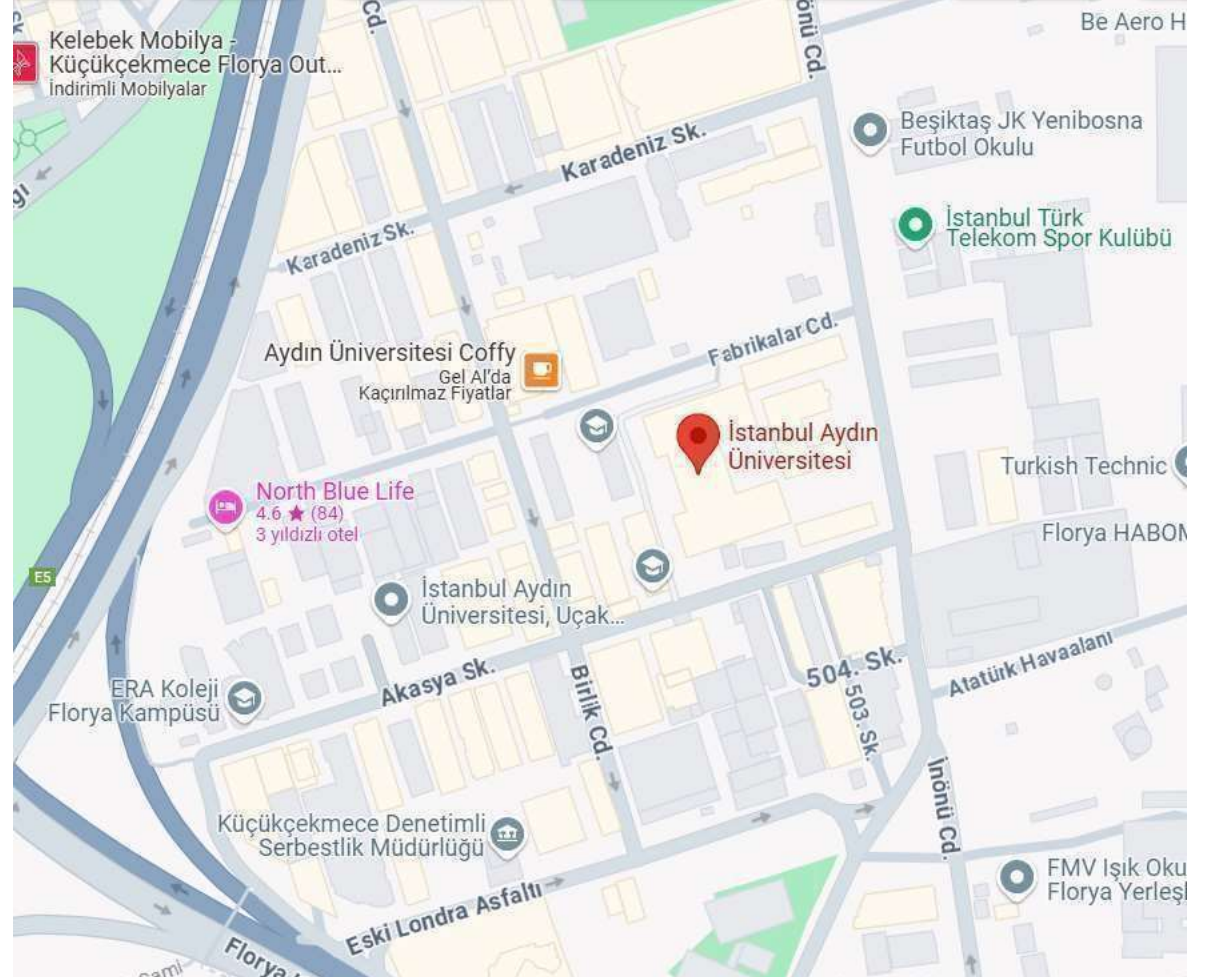 Sk
Cd.
önü Cd.
Be Aero H
Kelebek Mobilya -
Küçükçekmece Florya Out...
İndirimli Mobilyalar
Beşiktaş JK Yenibosna
Futbol Okulu
Karadeniz Sk.
ğı
İstanbul Türk
Telekom Spor Kulübü
Karadeniz Sk.
Fabrikalar Cd.
Aydın Üniversitesi Coffy
Gel Al'da
Kaçırılmaz Fiyatlar
İstanbul Aydın
Üniversitesi
Turkish Technic
North Blue Life
4.6 ★ (84)
3 yıldızlı otel
Florya HABOM
E5
İstanbul Aydın
Üniversitesi, Uçak...
504. Sk.
Atatürk Havaalanı
Akasya Sk.
Birlik Cd.
503. Sk.
ERA Koleji
Florya Kampüsü
İnönü Cd.
Küçükçekmece Denetimli
Serbestlik Müdürlüğü
FMV Işık Oku
Florya Yerleşk
Eski Londra Asfaltı
Florya
Sami